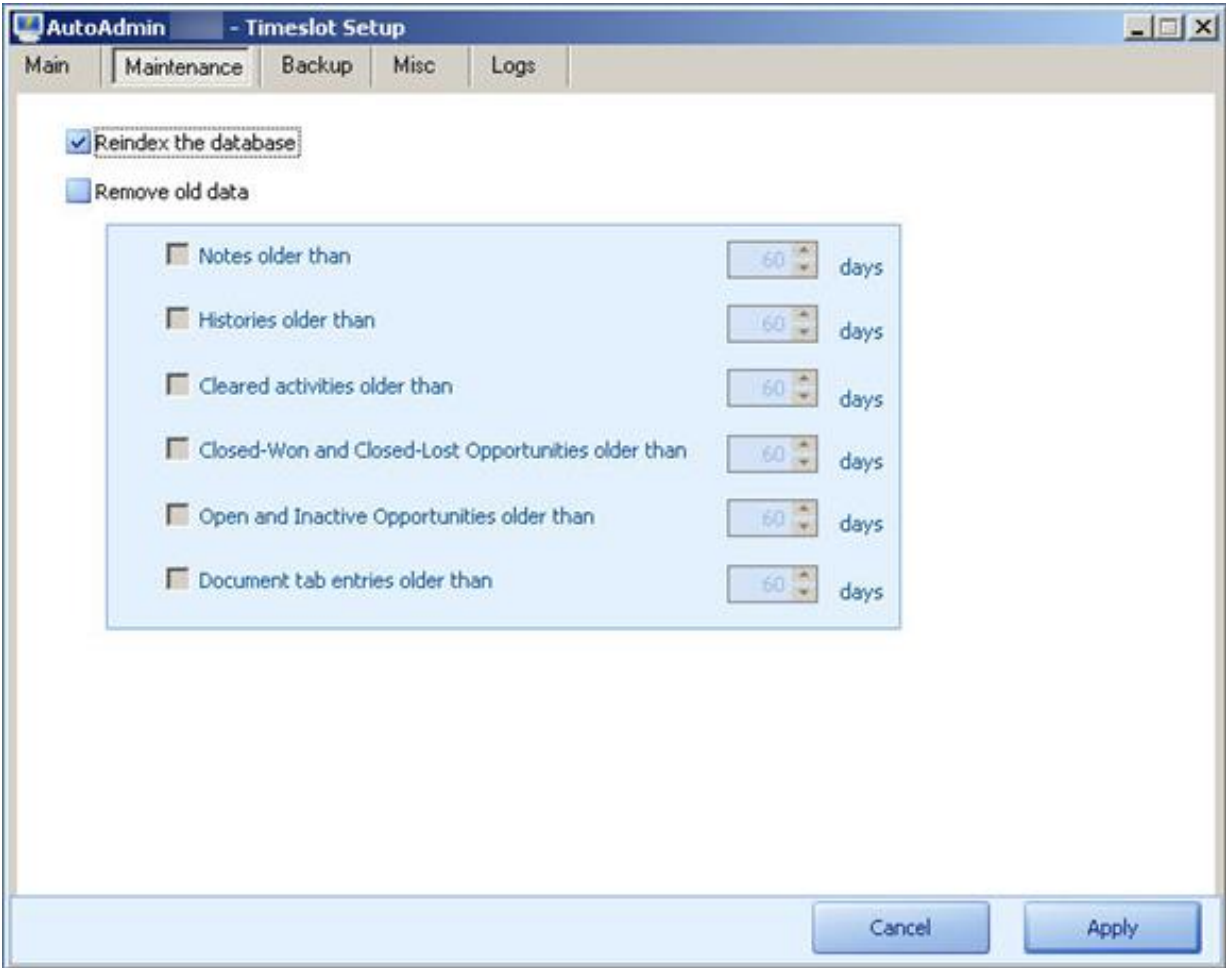 AutoAdmin - Timeslot Setup
Main Maintenance Backup Misc Logs
Reindex the database
Remove old data
Notes older than 60 days
Histories older than 60 days
Cleared activities older than 60 days
Closed-Won and Closed-Lost Opportunities older than 60 days
Open and Inactive Opportunities older than 60 days
Document tab entries older than 60 days
Cancel Apply